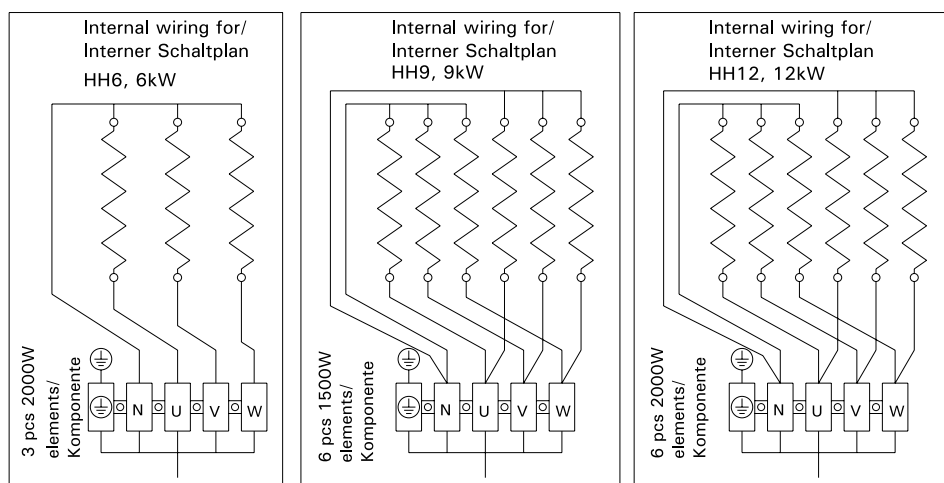 Internal wiring for/
Interner Schaltplan
HH6, 6kW
3 pcs 2000W
elements/
Komponente
N U V W
Internal wiring for/
Interner Schaltplan
HH9, 9kW
6 pcs 1500W
elements/
Komponente
N U V W
Internal wiring for/
Interner Schaltplan
HH12, 12kW
6 pcs 2000W
elements/
Komponente
N U V W